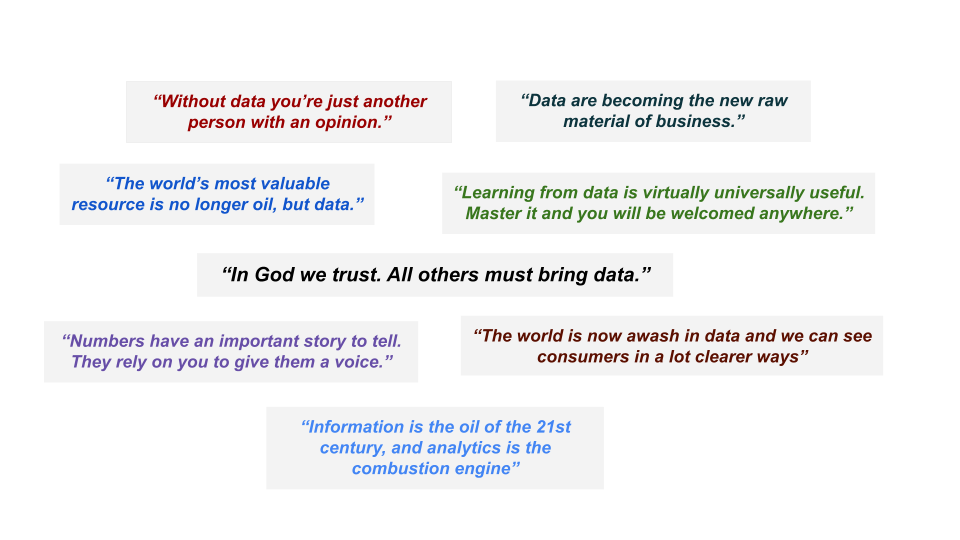 “Without data you’re just another
person with an opinion.”
“Data are becoming the new raw
material of business.”
“The world’s most valuable
resource is no longer oil, but data.”
“Learning from data is virtually universally useful.
Master it and you will be welcomed anywhere.”
“In God we trust. All others must bring data.”
“Numbers have an important story to tell.
They rely on you to give them a voice.”
“The world is now awash in data and we can see
consumers in a lot clearer ways”
“Information is the oil of the 21st
century, and analytics is the
combustion engine”